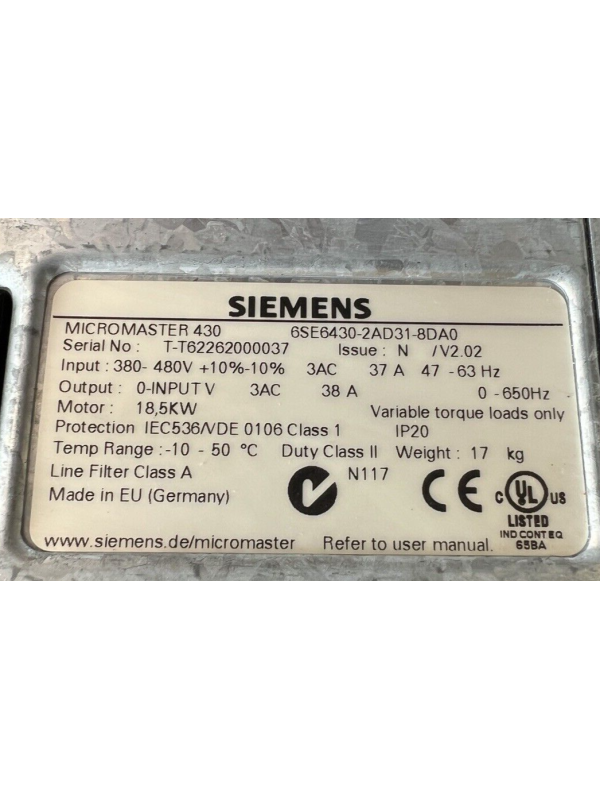 SIEMENS
MICROMASTER 430 6SE6430-2AD31-8DA0
Serial No : T-T62262000037 Issue : N /V2.02
Input : 380- 480V +10%-10% 3AC 37 A 47 - 63 Hz
Output : 0-INPUT V 3AC 38 A 0 - 650Hz
Motor : 18,5KW Variable torque loads only
Protection IEC536/VDE 0106 Class 1 IP20
Temp Range : -10 - 50 °C Duty Class II Weight : 17 kg
Line Filter Class A N117 CE c UL US
Made in EU (Germany) LISTED
IND CONT EQ
www.siemens.de/micromaster Refer to user manual. 65BA